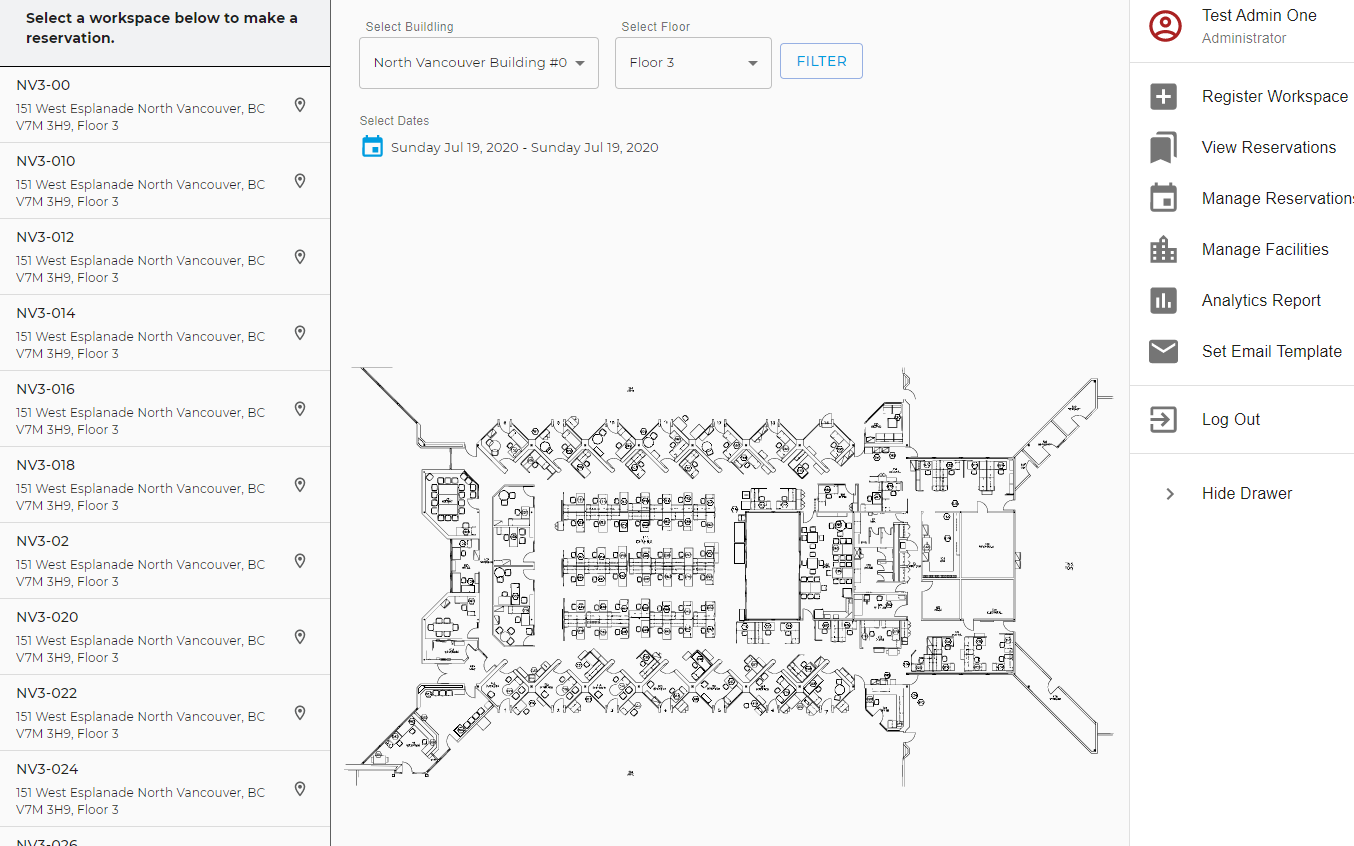 Select a workspace below to make a
reservation.
NV3-00
151 West Esplanade North Vancouver, BC
V7M 3H9, Floor 3
NV3-010
151 West Esplanade North Vancouver, BC
V7M 3H9, Floor 3
NV3-012
151 West Esplanade North Vancouver, BC
V7M 3H9, Floor 3
NV3-014
151 West Esplanade North Vancouver, BC
V7M 3H9, Floor 3
NV3-016
151 West Esplanade North Vancouver, BC
V7M 3H9, Floor 3
NV3-018
151 West Esplanade North Vancouver, BC
V7M 3H9, Floor 3
NV3-02
151 West Esplanade North Vancouver, BC
V7M 3H9, Floor 3
NV3-020
151 West Esplanade North Vancouver, BC
V7M 3H9, Floor 3
NV3-022
151 West Esplanade North Vancouver, BC
V7M 3H9, Floor 3
NV3-024
151 West Esplanade North Vancouver, BC
V7M 3H9, Floor 3
NV3-026
Select Buildling
North Vancouver Building #0
Select Floor
Floor 3
FILTER
Select Dates
Sunday Jul 19, 2020 - Sunday Jul 19, 2020
Test Admin One
Administrator
Register Workspace
View Reservations
Manage Reservations
Manage Facilities
Analytics Report
Set Email Template
Log Out
Hide Drawer